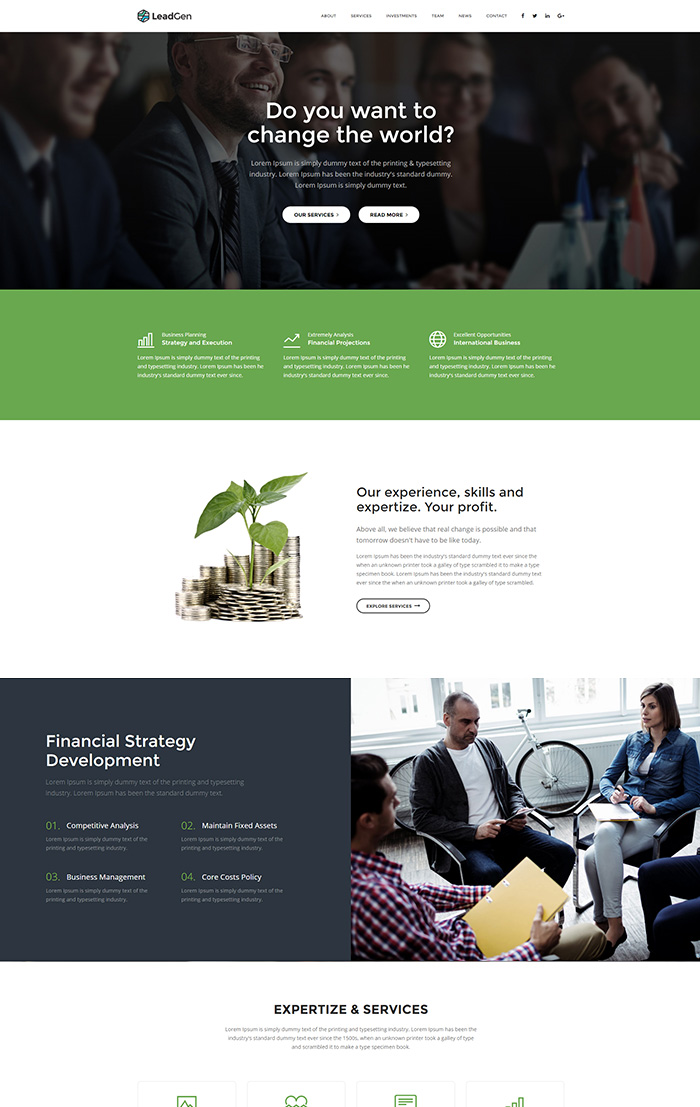 LeadGen
ABOUT SERVICES INVESTMENTS TEAM NEWS CONTACT
Do you want to
change the world?
Lorem Ipsum is simply dummy text of the printing & typesetting
industry. Lorem Ipsum has been the industry's standard dummy.
Lorem Ipsum is simply dummy text.
OUR SERVICES
READ MORE
Business Planning
Strategy and Execution
Lorem Ipsum is simply dummy text of the printing
and typesetting industry. Lorem Ipsum has been he
industry's standard dummy text ever since.
Extremely Analysis
Financial Projections
Lorem Ipsum is simply dummy text of the printing
and typesetting industry. Lorem Ipsum has been he
industry's standard dummy text ever since.
Excellent Opportunities
International Business
Lorem Ipsum is simply dummy text of the printing
and typesetting industry. Lorem Ipsum has been he
industry's standard dummy text ever since.
Our experience, skills and
expertize. Your profit.
Above all, we believe that real change is possible and that
tomorrow doesn't have to be like today.
Lorem Ipsum has been the industry's standard dummy text ever since the
when an unknown printer took a galley of type scrambled to make a type
specimen book. Lorem Ipsum has been the industry's standard dummy text
ever since the when an unknown printer took a galley of type scrambled.
EXPLORE SERVICES
Financial Strategy
Development
Lorem Ipsum is simply dummy text of the printing and typesetting
industry. Lorem Ipsum has been the industry's standard dummy text.
01. Competitive Analysis
Lorem Ipsum is simply dummy text of the
printing and typesetting industry.
02. Maintain Fixed Assets
Lorem Ipsum is simply dummy text of the
printing and typesetting industry.
03. Business Management
Lorem Ipsum is simply dummy text of the
printing and typesetting industry.
04. Core Costs Policy
Lorem Ipsum is simply dummy text of the
printing and typesetting industry.
EXPERTIZE & SERVICES
Lorem Ipsum is simply dummy text of the printing and typesetting industry. Lorem Ipsum has
been the industry's standard dummy text ever since the 1500s, when an unknown printer took a galley of type
and scrambled it to make a type specimen book.